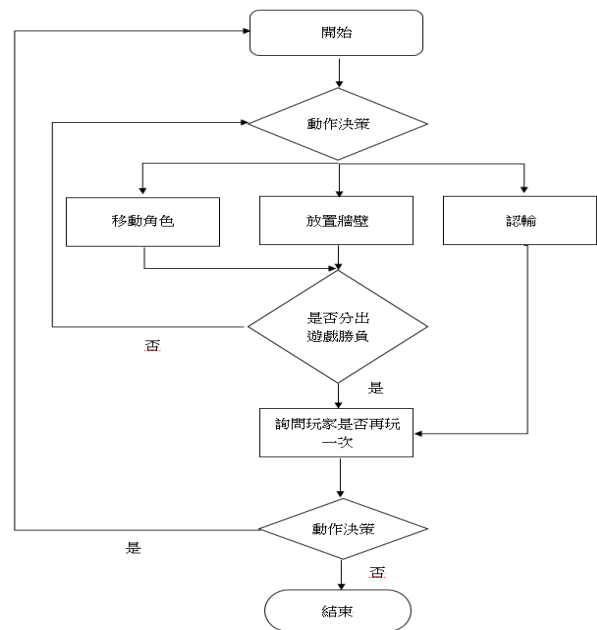 開始
動作決策
移動角色
放置牆壁
認輸
是否分出
遊戲勝負
否
是
詢問玩家是否再玩
一次
動作決策
是
否
結束